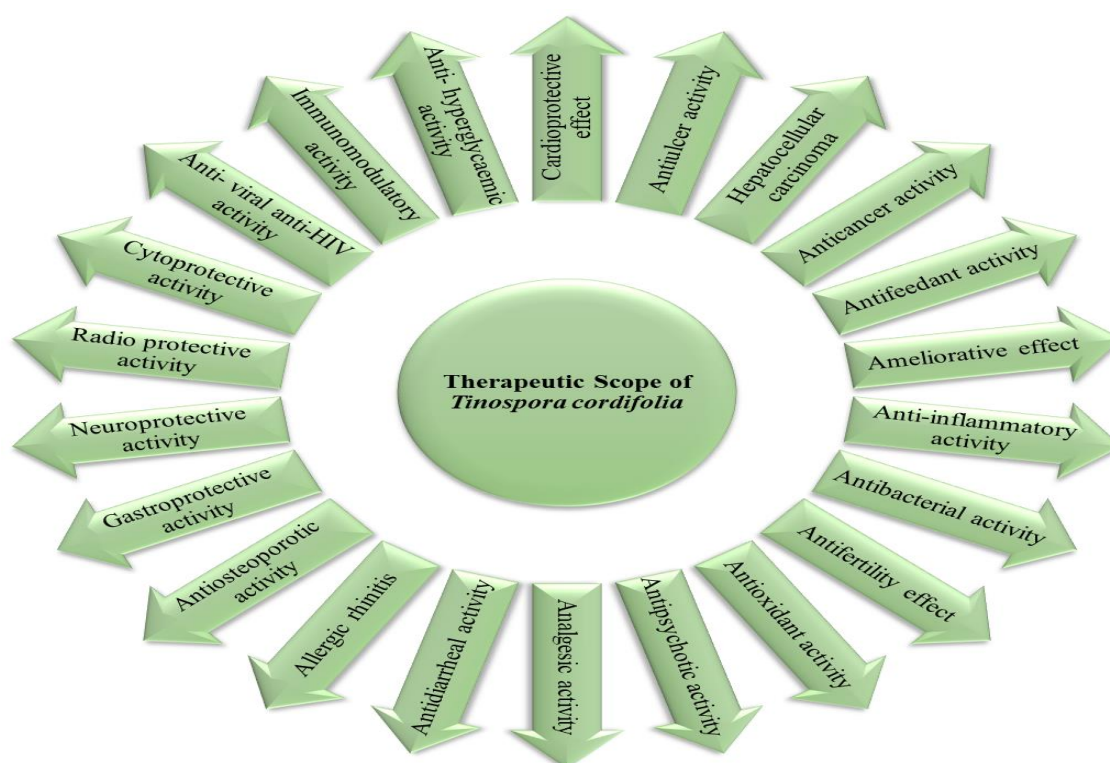 Therapeutic Scope of
Tinospora cordifolia
Cardioprotective
effect
Antiulcer activity
Hepatocellular
carcinoma
Anticancer activity
Antifeedant activity
Ameliorative effect
Anti-inflammatory
activity
Antibacterial activity
Antifertility effect
Antioxidant activity
Antipsychotic activity
Analgesic activity
Antidiarrheal activity
Allergic rhinitis
Antiosteoporotic
activity
Gastroprotective
activity
Neuroprotective
activity
Radio protective
activity
Cytoprotective
activity
Anti- viral anti-HIV
activity
Immunomodulatory
activity
Anti- hyperglycaemic
activity